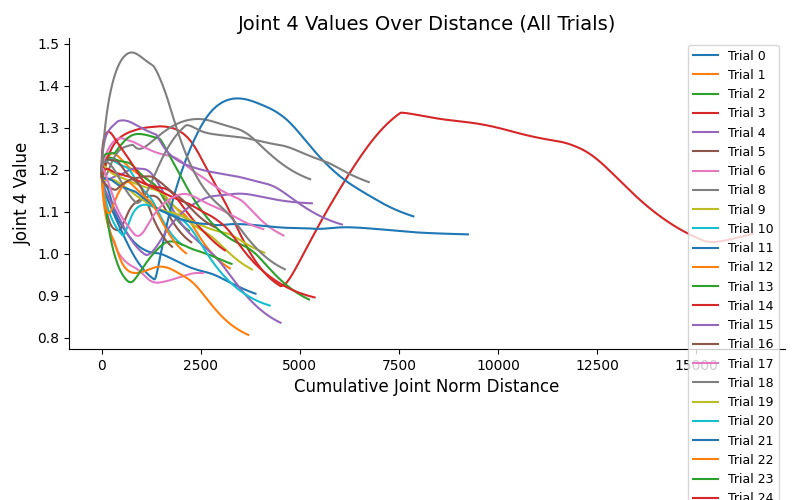 Joint 4 Values Over Distance (All Trials)
1.5
1.4
1.3
1.2
1.1
1.0
0.9
0.8
Joint 4 Value
0
2500
5000
7500
10000
12500
15000
Cumulative Joint Norm Distance
Trial 0
Trial 1
Trial 2
Trial 3
Trial 4
Trial 5
Trial 6
Trial 8
Trial 9
Trial 10
Trial 11
Trial 12
Trial 13
Trial 14
Trial 15
Trial 16
Trial 17
Trial 18
Trial 19
Trial 20
Trial 21
Trial 22
Trial 23
Trial 24